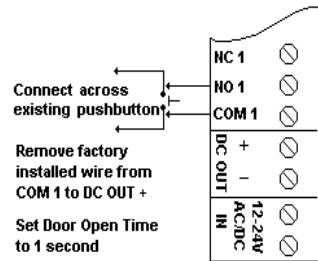 NC 1
NO 1
COM 1
Connect across
existing pushbutton
Remove factory
installed wire from
COM 1 to DC OUT +
Set Door Open Time
to 1 second
DC OUT
+
−
12-24V
AC/DC
IN